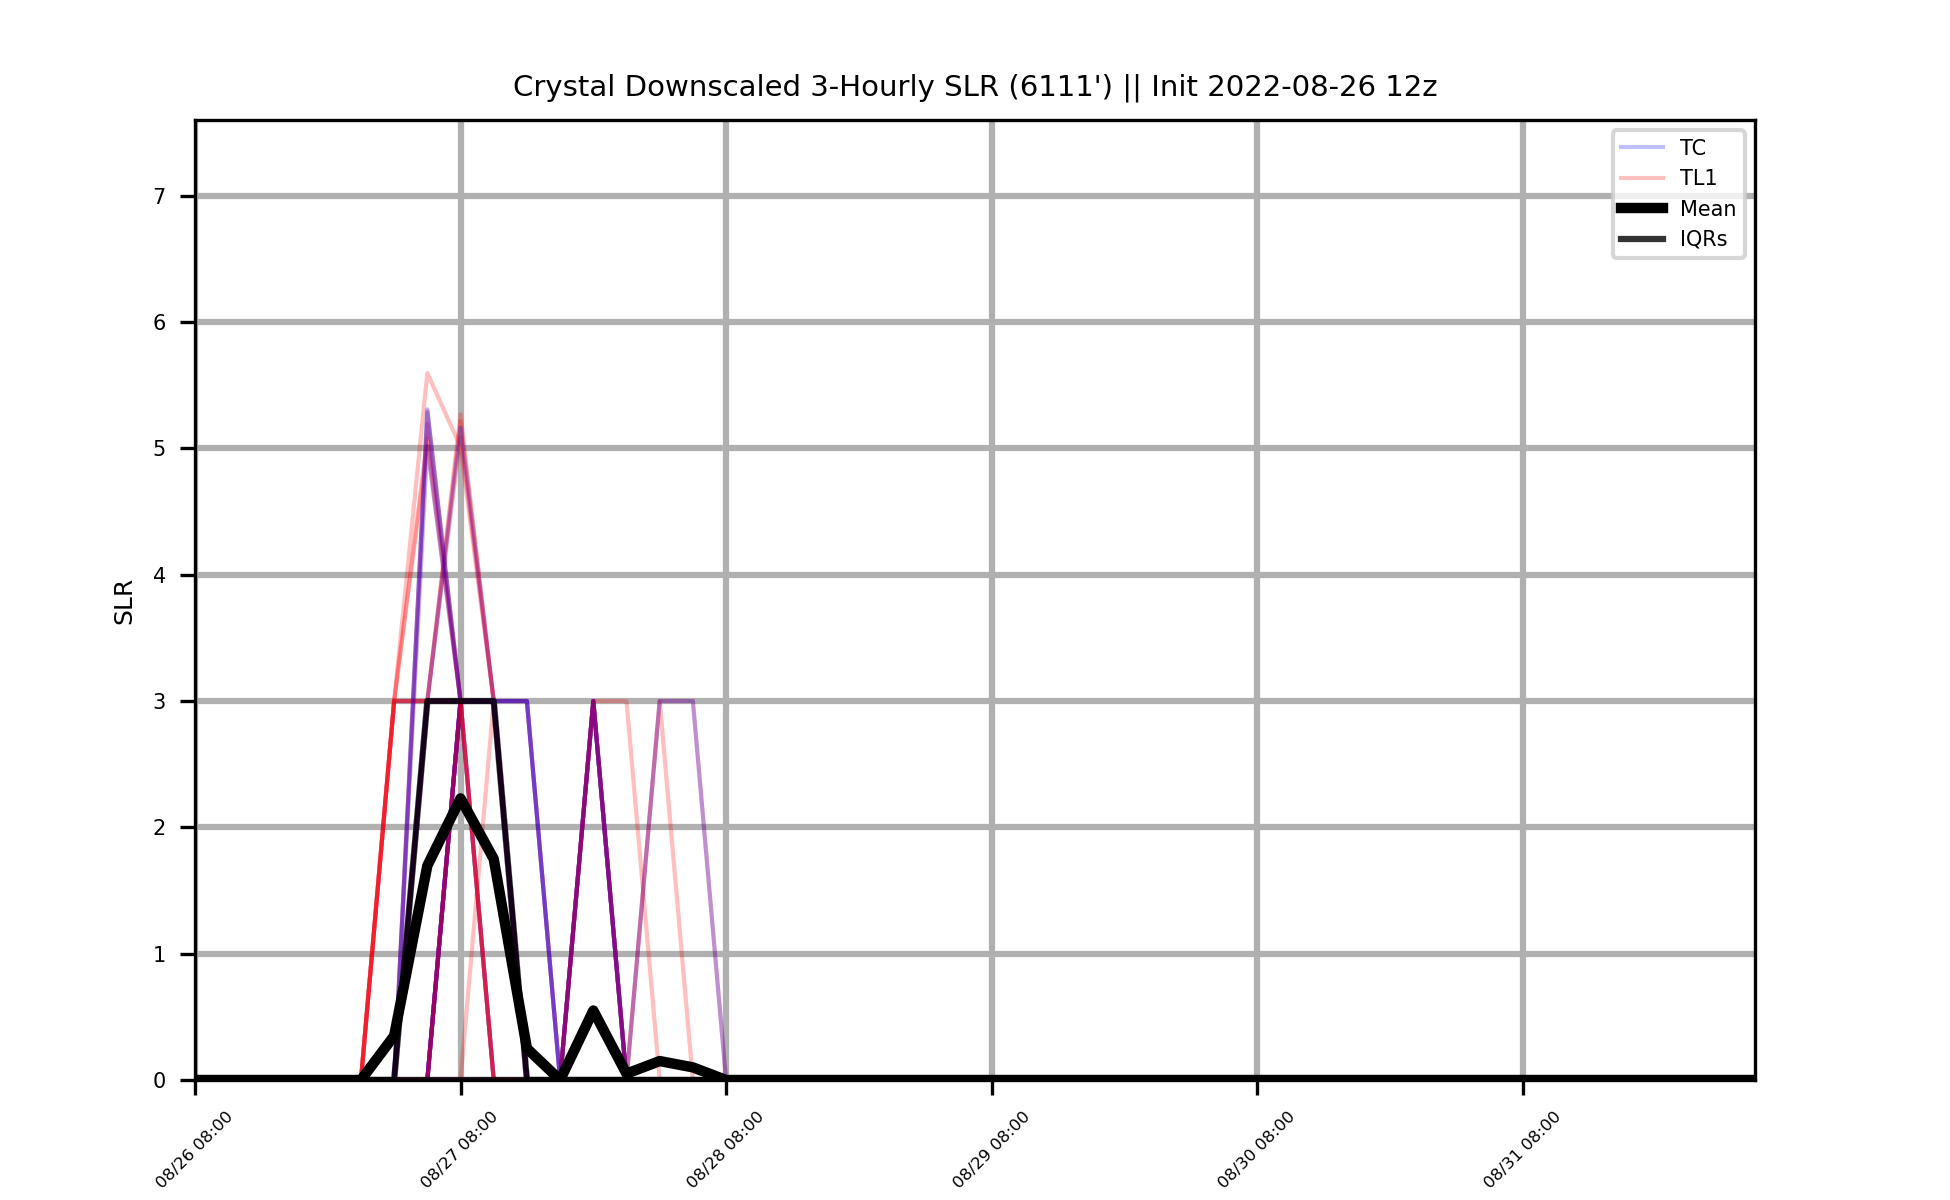 Crystal Downscaled 3-Hourly SLR (6111') || Init 2022-08-26 12z
TC
TL1
Mean
IQRs
7
6
5
4
3
2
1
0
SLR
08/26 08:00
08/27 08:00
08/28 08:00
08/29 08:00
08/30 08:00
08/31 08:00